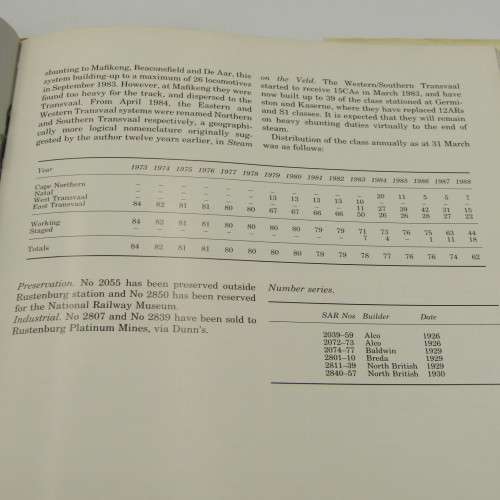 shunting to Mafikeng, Beaconsfield and De Aar, this
system building-up to a maximum of 26 locomotives
in September 1983. However, at Mafikeng they were
found too heavy for the track, and dispersed to the
Transvaal. From April 1984, the Eastern and
Western Transvaal systems were renamed Northern
and Southern Transvaal respectively, a geographi-
cally more logical nomenclature originally sug-
gested by the author twelve years earlier, in Steam
on the Veld. The Western/Southern Transvaal
started to receive 15CAs in March 1983, and have
now built up to 39 of the class stationed at Germi-
ston and Kaserne, where they have replaced 12ARs
and S1 classes. It is expected that they will remain
on heavy shunting duties virtually to the end of
steam.
Distribution of the class annually as at 31 March
was as follows:
Year 1973 1974 1975 1976 1977 1978 1979 1980 1981 1982 1983 1984 1985 1986 1987 1988
Cape Northern – – – – – – – – – – – 20 11 5 5 7
Natal – – – – – – 13 13 13 13 10 – – – – –
West Transvaal – – – – – – – – – – 11 27 39 42 31 15
East Transvaal 84 82 81 81 80 80 67 67 66 66 50 26 26 28 27 23
Working 84 82 81 81 80 80 80 80 79 79 71 73 76 75 63 44
Staged – – – – – – – – – – 7 4 – 1 11 18
Totals 84 82 81 81 80 80 80 80 79 79 78 77 76 76 74 62
Preservation. No 2055 has been preserved outside
Rustenburg station and No 2850 has been reserved
for the National Railway Museum.
Industrial. No 2807 and No 2839 have been sold to
Rustenburg Platinum Mines, via Dunn's.
Number series.
SAR Nos Builder Date
2039–59 Alco 1926
2072–73 Alco 1926
2074–77 Baldwin 1929
2801–10 Breda 1929
2811–39 North British 1929
2840–57 North British 1930